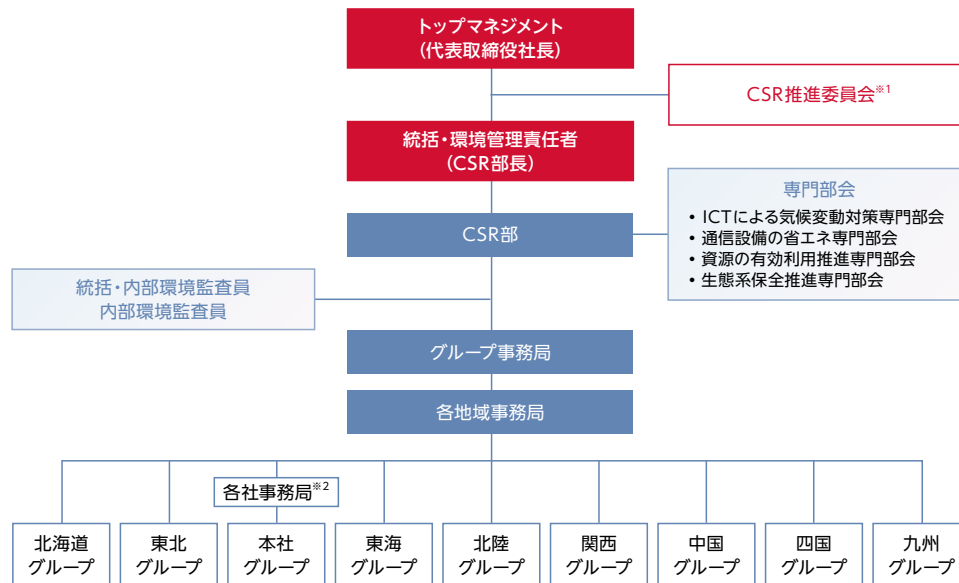 トップマネジメント
(代表取締役社長)
CSR推進委員会※1
統括・環境管理責任者
(CSR部長)
専門部会
• ICTによる気候変動対策専門部会
• 通信設備の省エネ専門部会
• 資源の有効利用推進専門部会
• 生態系保全推進専門部会
CSR部
統括・内部環境監査員
内部環境監査員
グループ事務局
各地域事務局
各社事務局※2
北海道
グループ
東北
グループ
本社
グループ
東海
グループ
北陸
グループ
関西
グループ
中国
グループ
四国
グループ
九州
グループ